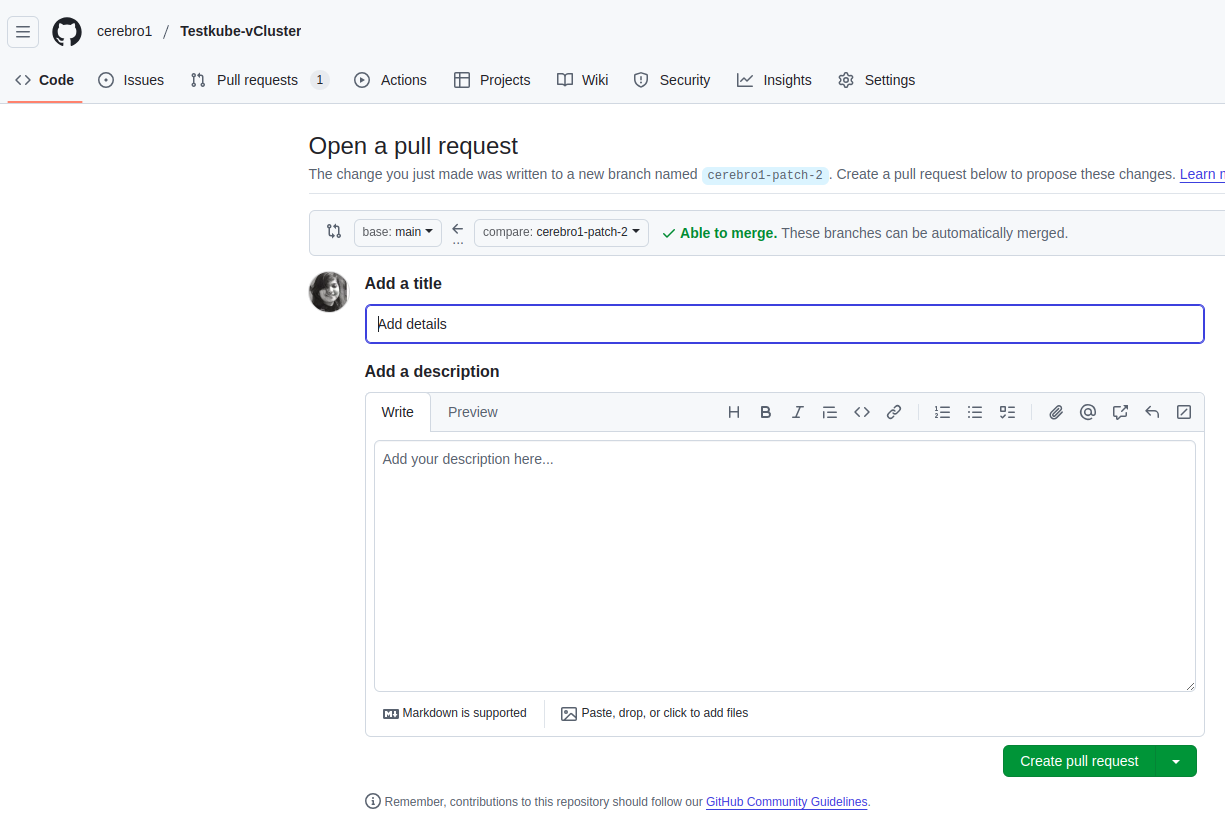 cerebro1 / Testkube-vCluster
Code Issues Pull requests 1 Actions Projects Wiki Security Insights Settings
Open a pull request
The change you just made was written to a new branch named cerebro1-patch-2. Create a pull request below to propose these changes. Learn
base: main ← ... compare: cerebro1-patch-2 Able to merge. These branches can be automatically merged.
Add a title
Add details
Add a description
Write Preview
Add your description here...
Markdown is supported Paste, drop, or click to add files
Create pull request
Remember, contributions to this repository should follow our GitHub Community Guidelines.